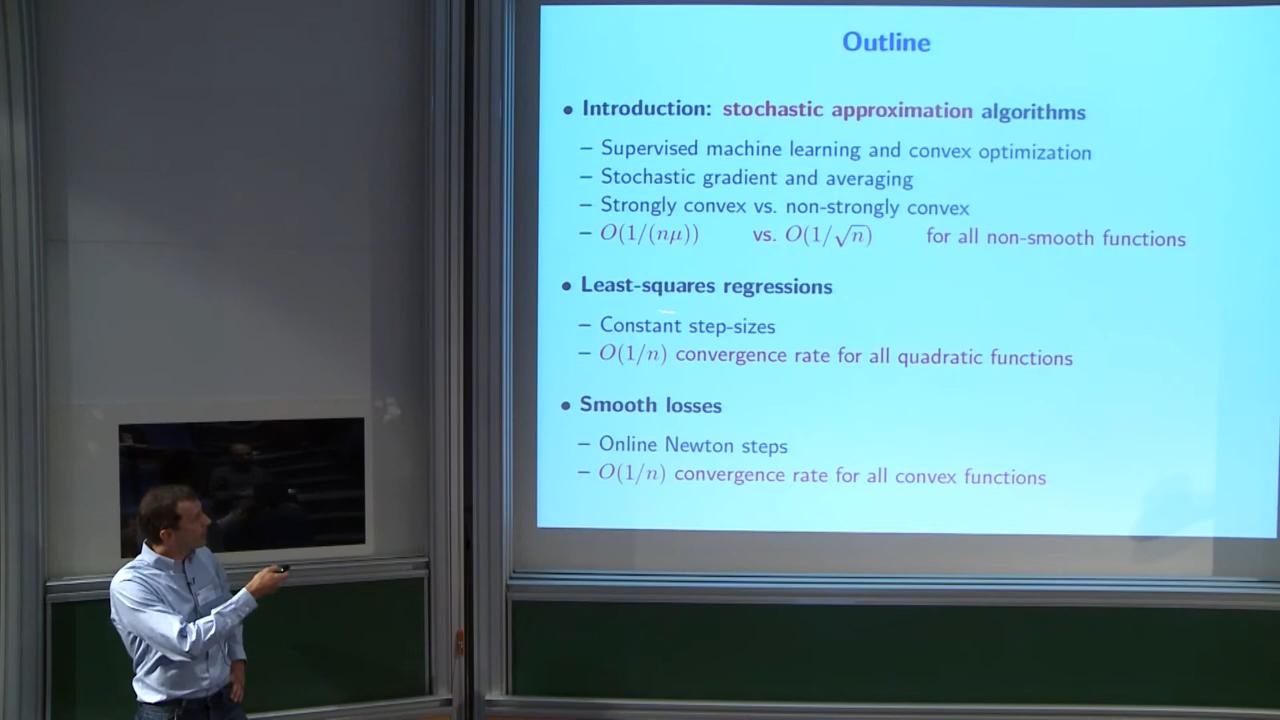 Outline
• Introduction: stochastic approximation algorithms
– Supervised machine learning and convex optimization
– Stochastic gradient and averaging
– Strongly convex vs. non-strongly convex
– O(1/(nμ)) vs. O(1/√n) for all non-smooth functions
• Least-squares regressions
– Constant step-sizes
– O(1/n) convergence rate for all quadratic functions
• Smooth losses
– Online Newton steps
– O(1/n) convergence rate for all convex functions